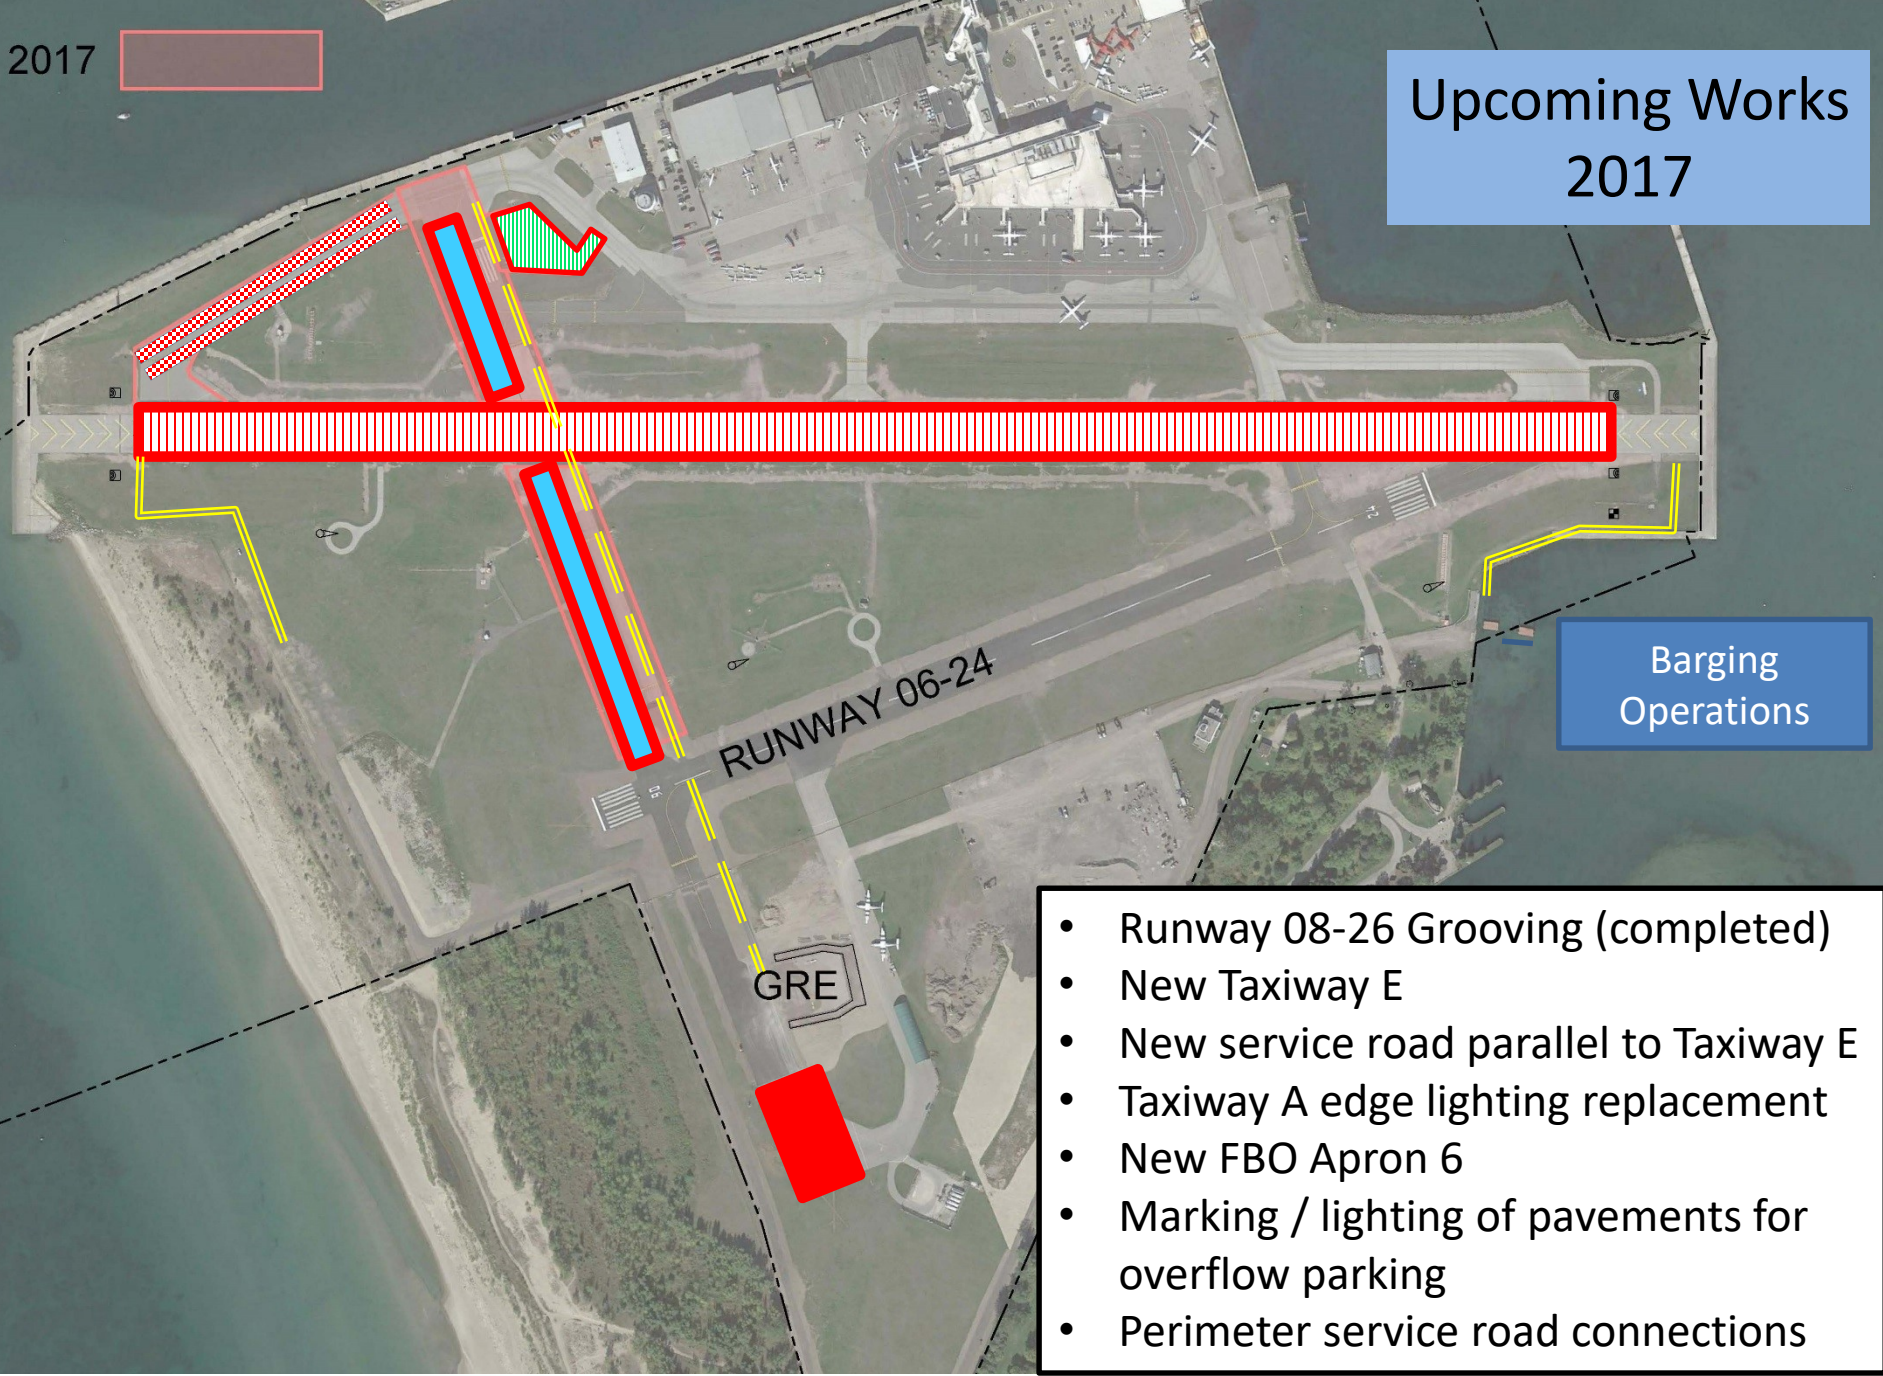 2017
Upcoming Works
2017
RUNWAY 06-24
24
06
Barging
Operations
GRE
• Runway 08-26 Grooving (completed)
• New Taxiway E
• New service road parallel to Taxiway E
• Taxiway A edge lighting replacement
• New FBO Apron 6
• Marking / lighting of pavements for
overflow parking
• Perimeter service road connections